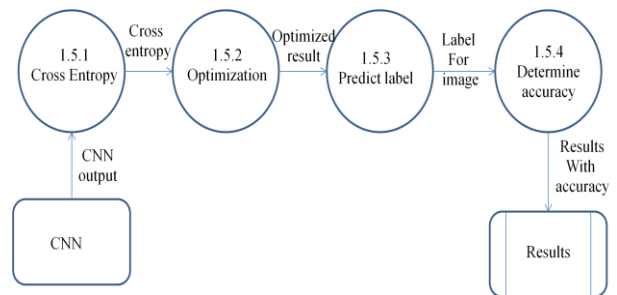 1.5.1
Cross Entropy
Cross
entropy
1.5.2
Optimization
Optimized
result
1.5.3
Predict label
Label
For
image
1.5.4
Determine
accuracy
CNN
output
CNN
Results
With
accuracy
Results